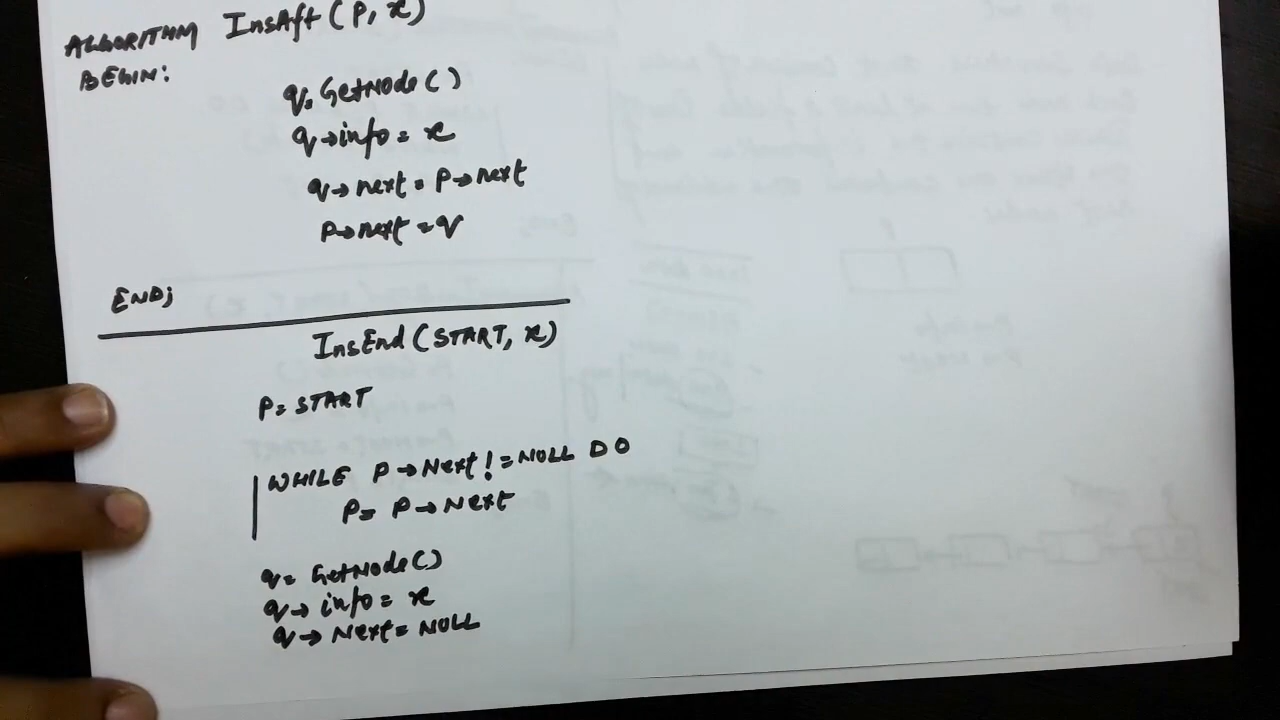 ALGORITHM InsAft (P, x)
BEGIN:
q = GetNode ( )
q→info = x
q→next = P→next
P→next = q
END;
InsEnd (START, x)
P = START
WHILE P→Next != NULL DO
P = P→Next
q = GetNode ( )
q→ info = x
q→ Next = NULL